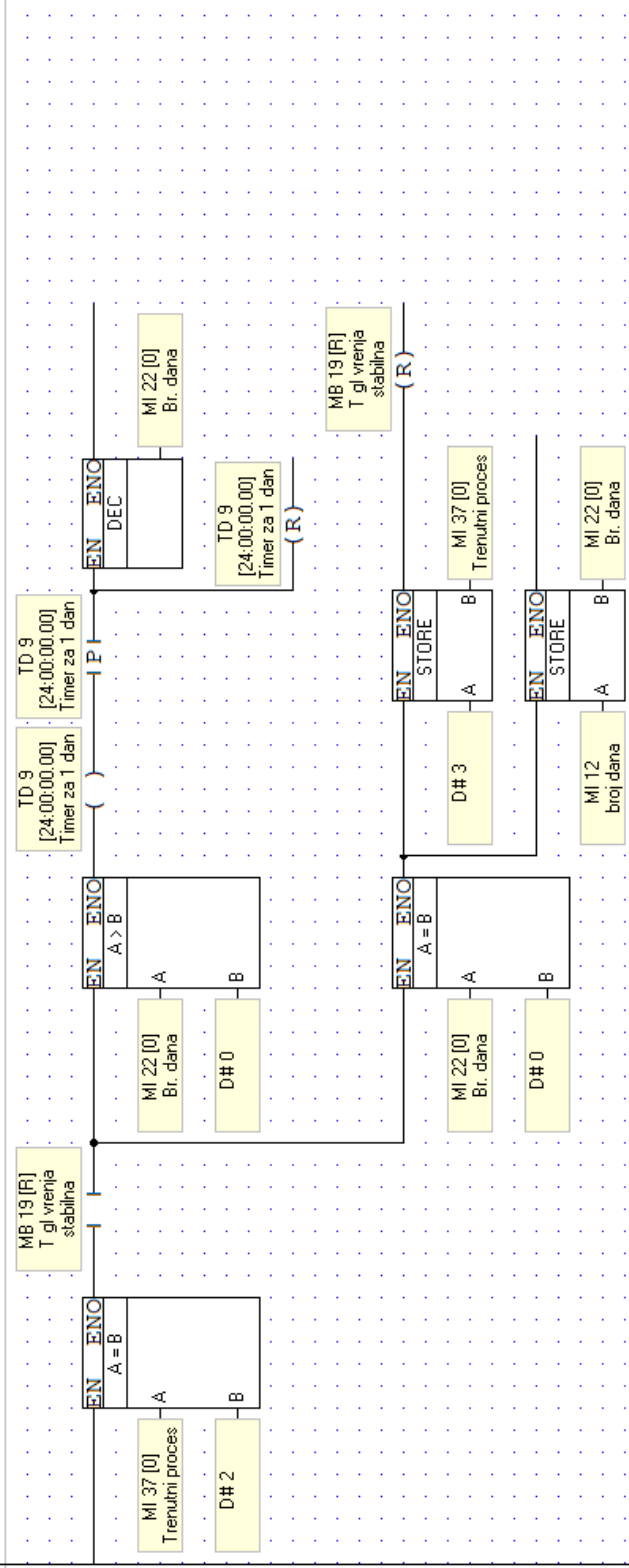 MI 37 [0]
Trenutni proces
D# 2
EN ENO
A = B
A
B
MB 19 [R]
T gl vrenja
stabilna
MI 22 [0]
Br. dana
D# 0
EN ENO
A > B
A
B
TD 9
[24:00:00.00]
Timer za 1 dan
( )
TD 9
[24:00:00.00]
Timer za 1 dan
P
EN ENO
DEC
MI 22 [0]
Br. dana
TD 9
[24:00:00.00]
Timer za 1 dan
(R)
MI 22 [0]
Br. dana
D# 0
EN ENO
A = B
A
B
D# 3
EN ENO
STORE
A B
MI 37 [0]
Trenutni proces
MB 19 [R]
T gl vrenja
stabilna
(R)
MI 12
broj dana
EN ENO
STORE
A B
MI 22 [0]
Br. dana